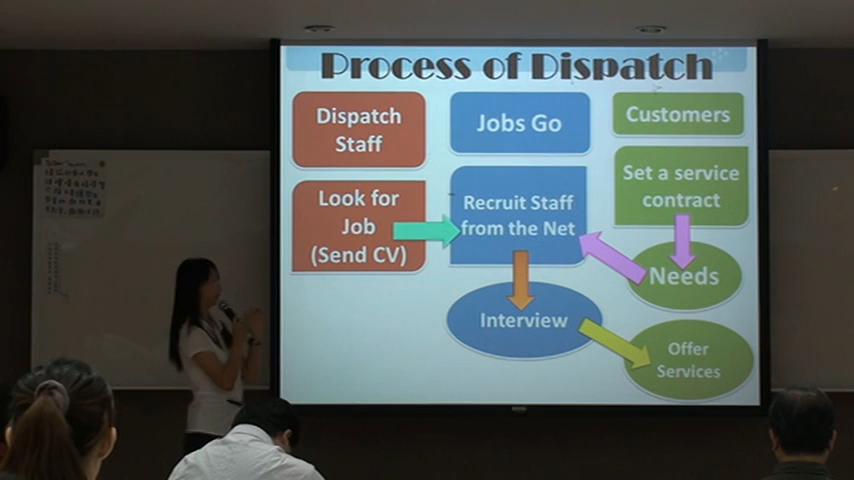 Process of Dispatch
Dispatch
Staff
Jobs Go
Customers
Look for
Job
(Send CV)
Recruit Staff
from the Net
Set a service
contract
Needs
Interview
Offer
Services